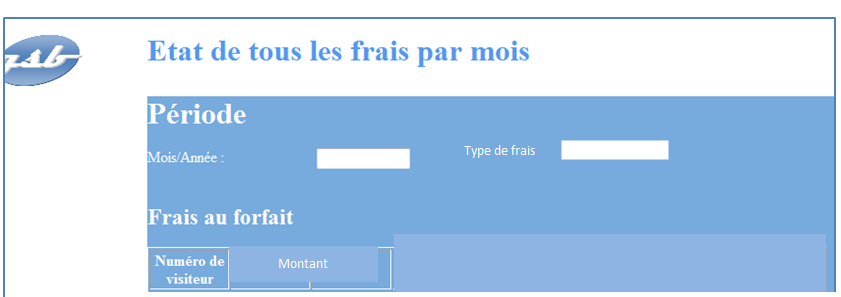 gsb
Etat de tous les frais par mois
Période
Mois/Année :
Type de frais
Frais au forfait
Numéro de
visiteur
Montant